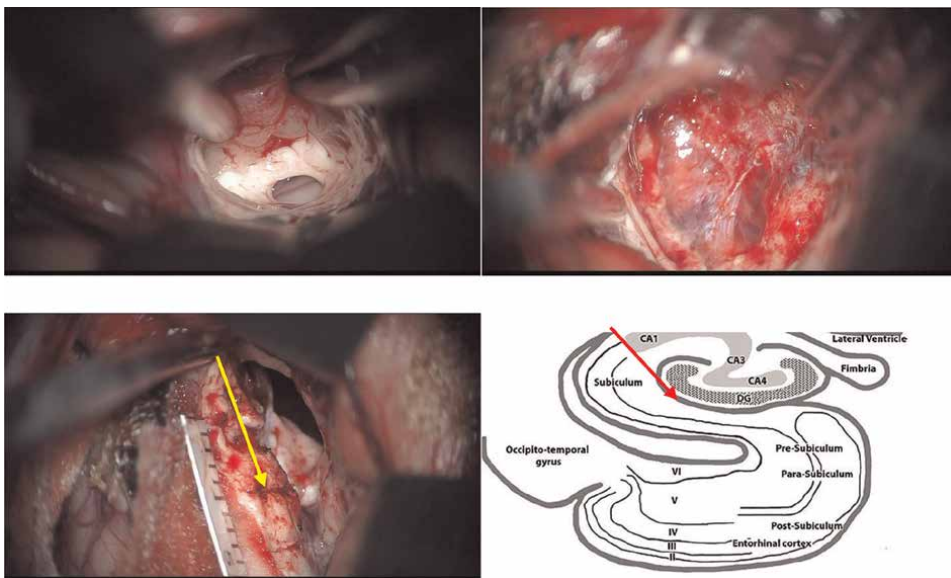 CA1
Lateral Ventricle
CA3
Fimbria
CA4
Subiculum
DG
Pre-Subiculum
Occipito-temporal
gyrus
VI
Para-Subiculum
V
Post-Subiculum
IV
Entorhinal cortex
III
II